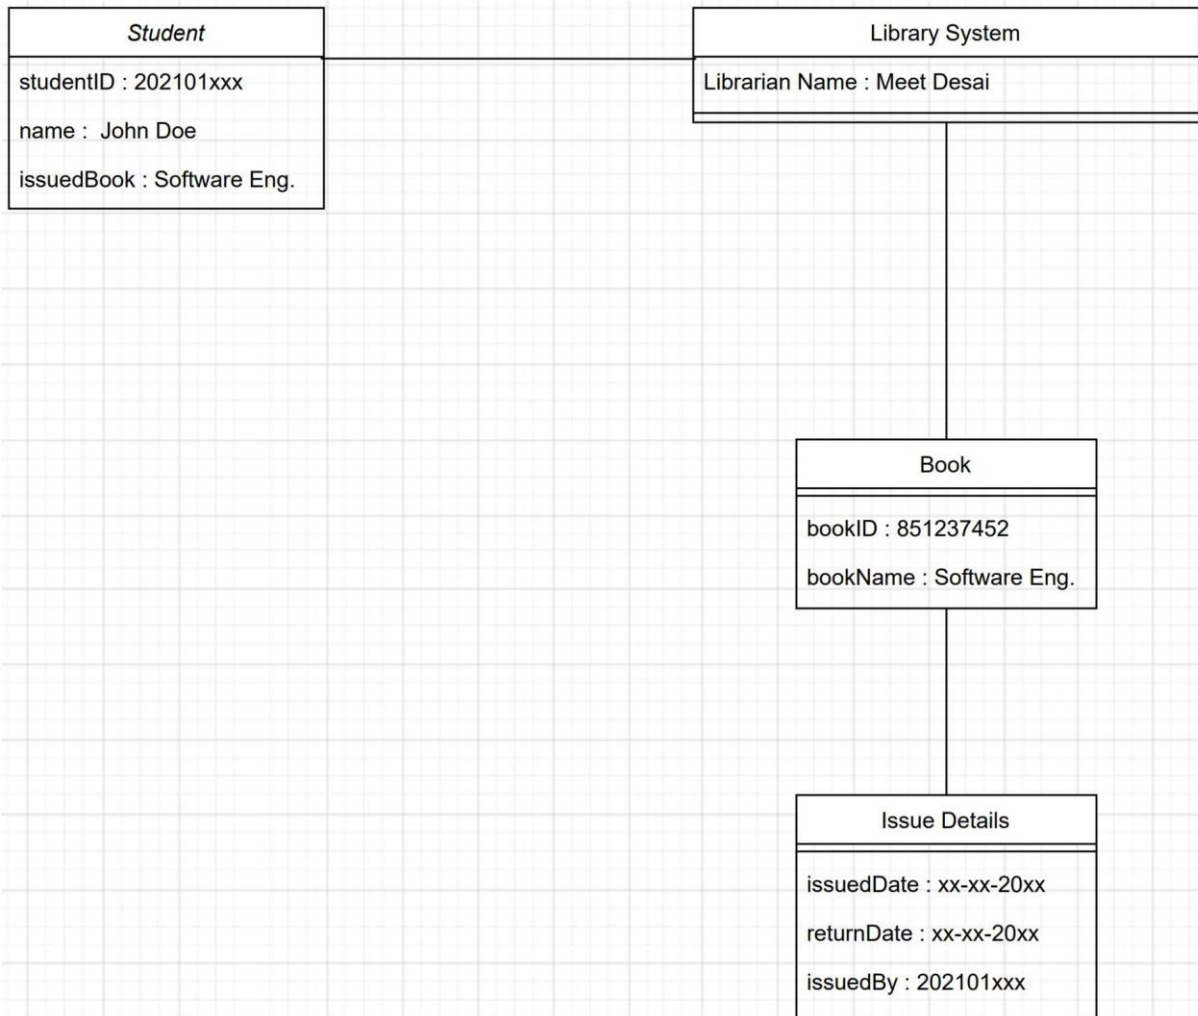 Student
studentID : 202101xxx
name : John Doe
issuedBook : Software Eng.
Library System
Librarian Name : Meet Desai
Book
bookID : 851237452
bookName : Software Eng.
Issue Details
issuedDate : xx-xx-20xx
returnDate : xx-xx-20xx
issuedBy : 202101xxx